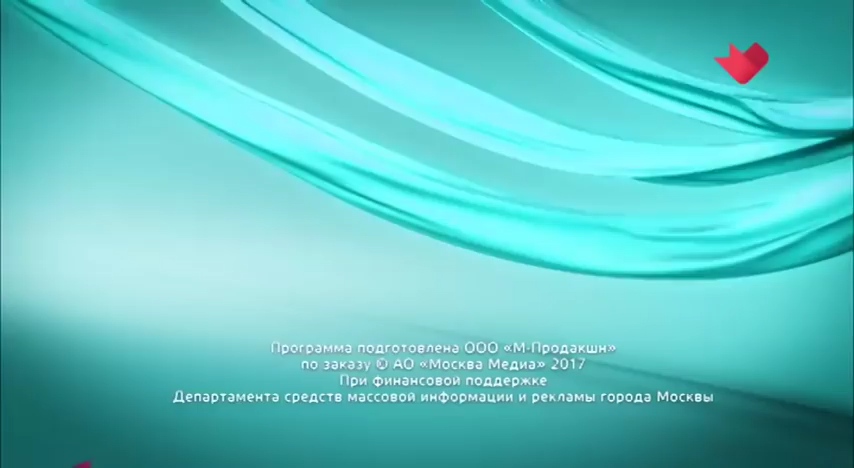 Программа подготовлена ООО «М-Продакшн»
по заказу © АО «Москва Медиа» 2017
При финансовой поддержке
Департамента средств массовой информации и рекламы города Москвы